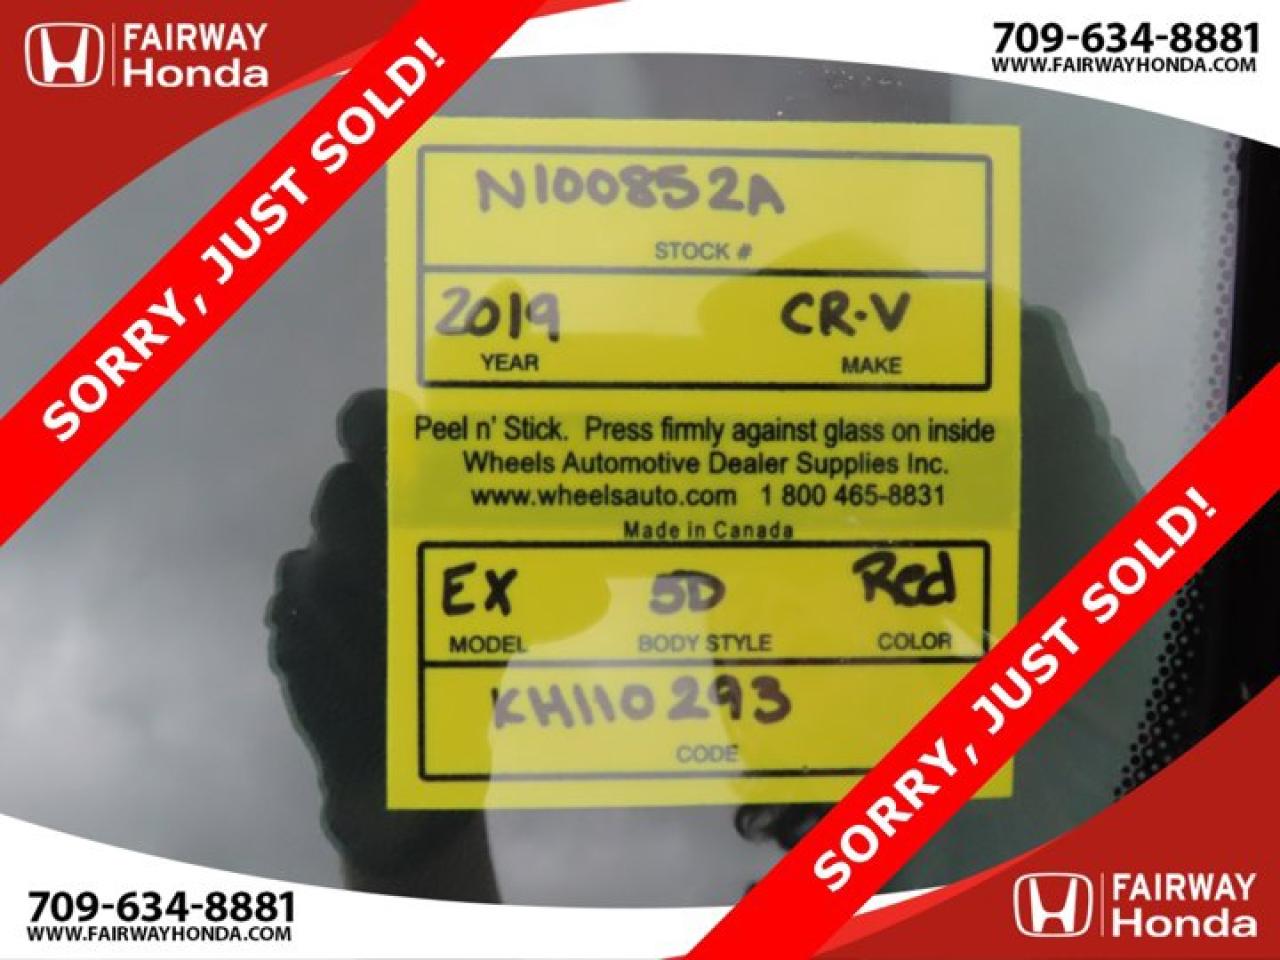 FAIRWAY
Honda
709-634-8881
WWW.FAIRWAYHONDA.COM
SORRY, JUST SOLD!
N100852A
STOCK #
2019 CR-V
YEAR MAKE
Peel n' Stick. Press firmly against glass on inside
Wheels Automotive Dealer Supplies Inc.
www.wheelsauto.com 1 800 465-8831
Made in Canada
EX 5D Red
MODEL BODY STYLE COLOR
KH110293
CODE
SORRY, JUST SOLD!
709-634-8881
WWW.FAIRWAYHONDA.COM
FAIRWAY
Honda